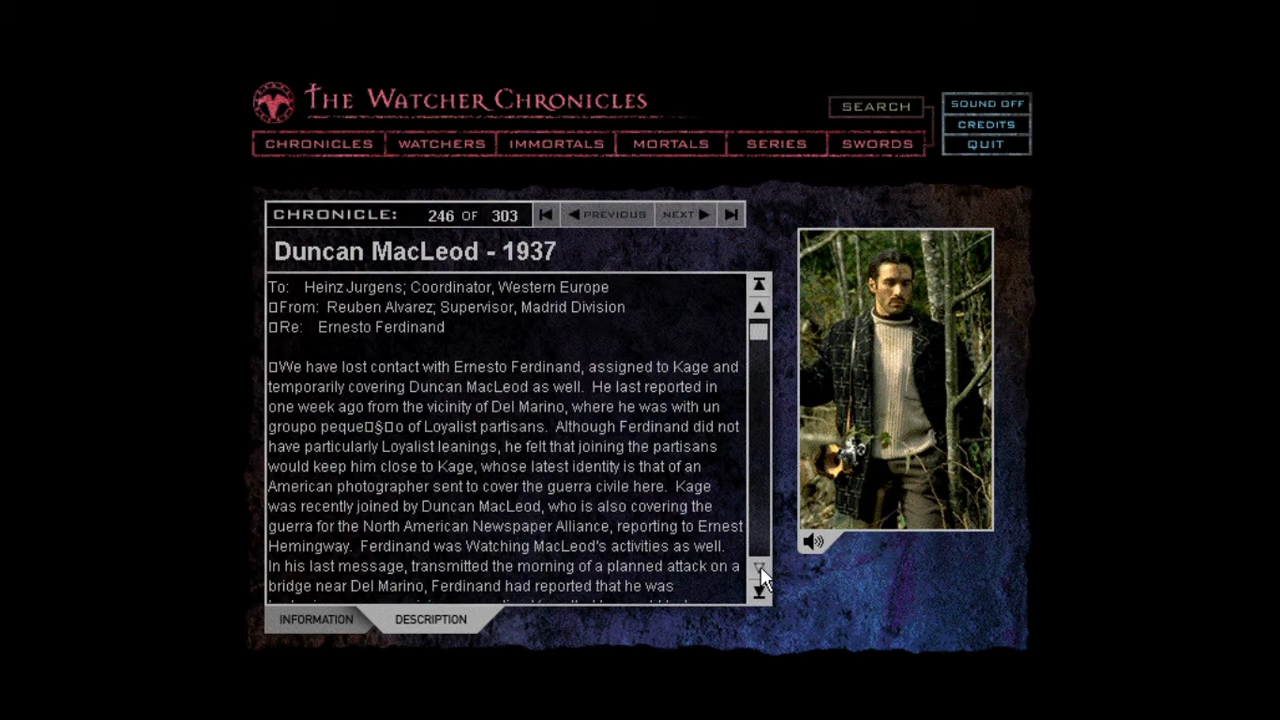 THE WATCHER CHRONICLES
SEARCH
SOUND OFF
CREDITS
QUIT
CHRONICLES WATCHERS IMMORTALS MORTALS SERIES SWORDS
CHRONICLE: 246 OF 303 PREVIOUS NEXT
Duncan MacLeod - 1937
To: Heinz Jurgens; Coordinator, Western Europe
▯From: Reuben Alvarez; Supervisor, Madrid Division
▯Re: Ernesto Ferdinand
▯We have lost contact with Ernesto Ferdinand, assigned to Kage and
temporarily covering Duncan MacLeod as well. He last reported in
one week ago from the vicinity of Del Marino, where he was with un
groupo peque▯§▯o of Loyalist partisans. Although Ferdinand did not
have particularly Loyalist leanings, he felt that joining the partisans
would keep him close to Kage, whose latest identity is that of an
American photographer sent to cover the guerra civile here. Kage
was recently joined by Duncan MacLeod, who is also covering the
guerra for the North American Newspaper Alliance, reporting to Ernest
Hemingway. Ferdinand was Watching MacLeod's activities as well.
In his last message, transmitted the morning of a planned attack on a
bridge near Del Marino, Ferdinand had reported that he was
INFORMATION DESCRIPTION